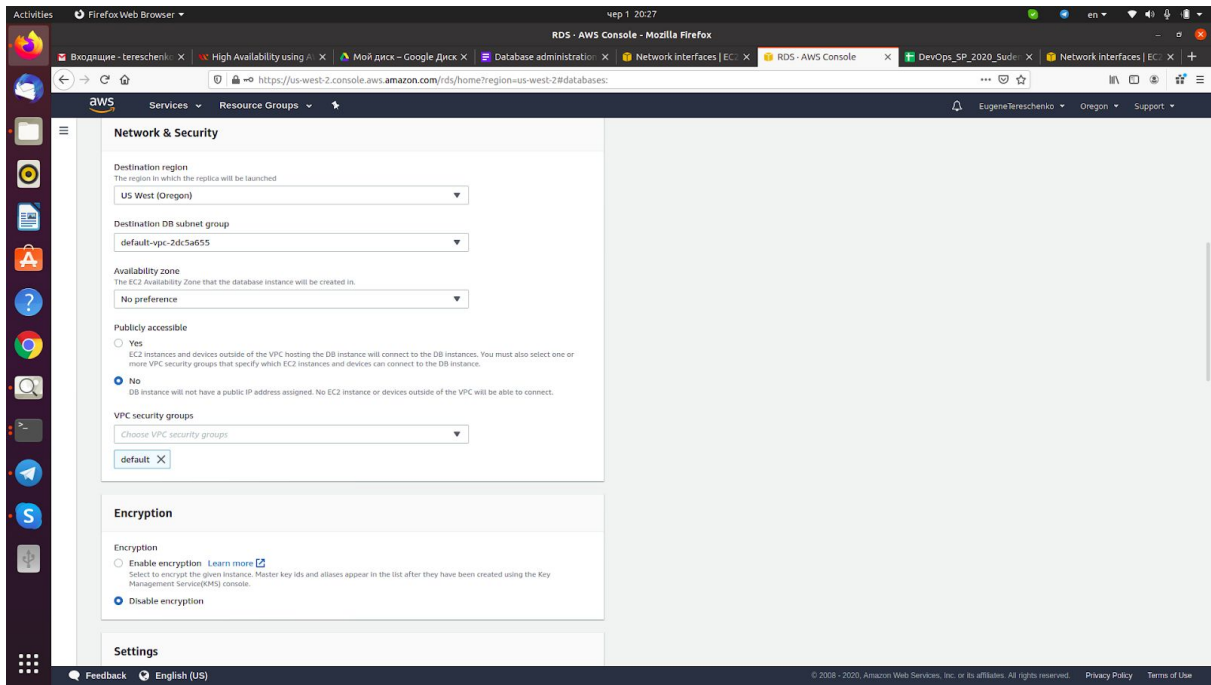 Activities Firefox Web Browser чер 1 20:27 en
RDS - AWS Console - Mozilla Firefox
Входящие - tereschenko High Availability using A Мой диск – Google Диск Database administration Network interfaces | EC2 RDS - AWS Console DevOps_SP_2020_Suden Network interfaces | EC2
https://us-west-2.console.aws.amazon.com/rds/home?region=us-west-2#databases:
aws Services Resource Groups EugeneTereschenko Oregon Support
Network & Security
Destination region
The region in which the replica will be launched
US West (Oregon)
Destination DB subnet group
default-vpc-2dc5a655
Availability zone
The EC2 Availability Zone that the database instance will be created in.
No preference
Publicly accessible
Yes
EC2 instances and devices outside of the VPC hosting the DB instance will connect to the DB instances. You must also select one or
more VPC security groups that specify which EC2 instances and devices can connect to the DB instance.
No
DB instance will not have a public IP address assigned. No EC2 instance or devices outside of the VPC will be able to connect.
VPC security groups
Choose VPC security groups
default
Encryption
Encryption
Enable encryption Learn more
Select to encrypt the given instance. Master key ids and aliases appear in the list after they have been created using the Key
Management Service(KMS) console.
Disable encryption
Settings
Feedback English (US) © 2008 - 2020, Amazon Web Services, Inc. or its affiliates. All rights reserved. Privacy Policy Terms of Use